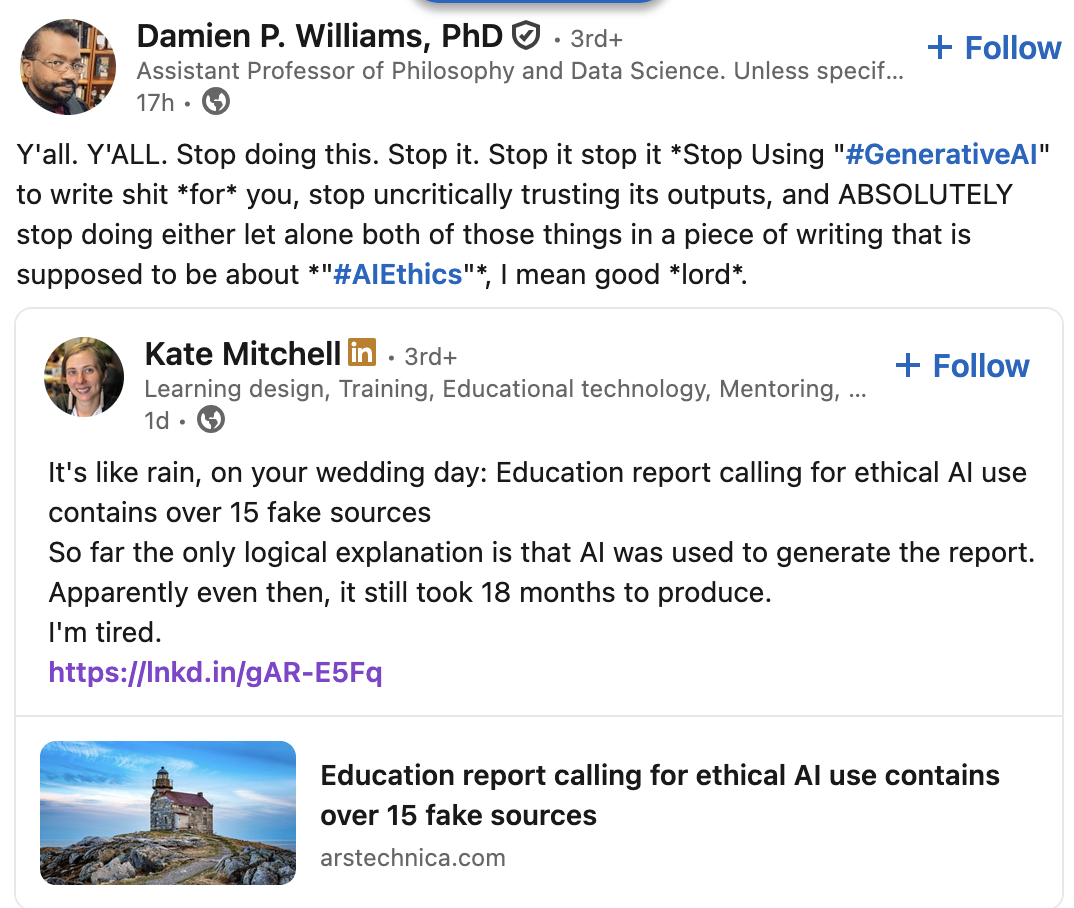 Damien P. Williams, PhD • 3rd+
+ Follow
Assistant Professor of Philosophy and Data Science. Unless specif...
17h •
Y'all. Y'ALL. Stop doing this. Stop it. Stop it stop it *Stop Using "#GenerativeAI"
to write shit *for* you, stop uncritically trusting its outputs, and ABSOLUTELY
stop doing either let alone both of those things in a piece of writing that is
supposed to be about *"#AIEthics"*, I mean good *lord*.
Kate Mitchell in • 3rd+
+ Follow
Learning design, Training, Educational technology, Mentoring, ...
1d •
It's like rain, on your wedding day: Education report calling for ethical AI use
contains over 15 fake sources
So far the only logical explanation is that AI was used to generate the report.
Apparently even then, it still took 18 months to produce.
I'm tired.
https://lnkd.in/gAR-E5Fq
Education report calling for ethical AI use contains
over 15 fake sources
arstechnica.com